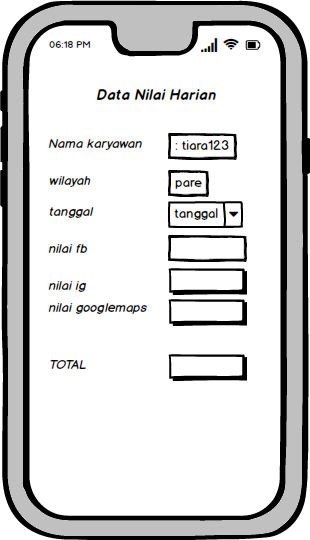 06:18 PM
Data Nilai Harian
Nama karyawan : tiara123
wilayah pare
tanggal tanggal
nilai fb
nilai ig
nilai googlemaps
TOTAL